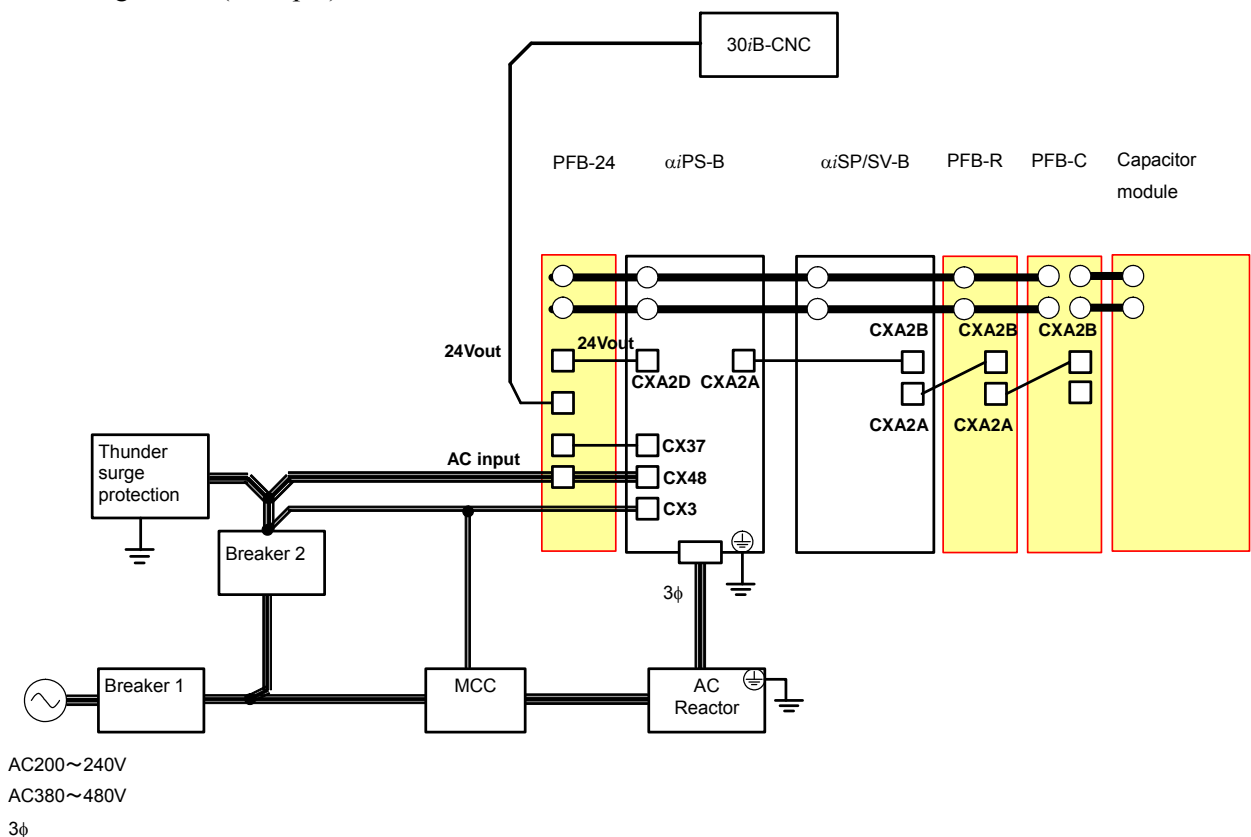 30iB-CNC
PFB-24
αiPS-B
αiSP/SV-B
PFB-R
PFB-C
Capacitor
module
24Vout
24Vout
CXA2D
CXA2A
CXA2B
CXA2B
CXA2B
CXA2A
CXA2A
CX37
CX48
CX3
AC input
Thunder
surge
protection
Breaker 2
3ϕ
Breaker 1
MCC
AC
Reactor
AC200～240V
AC380～480V
3ϕ